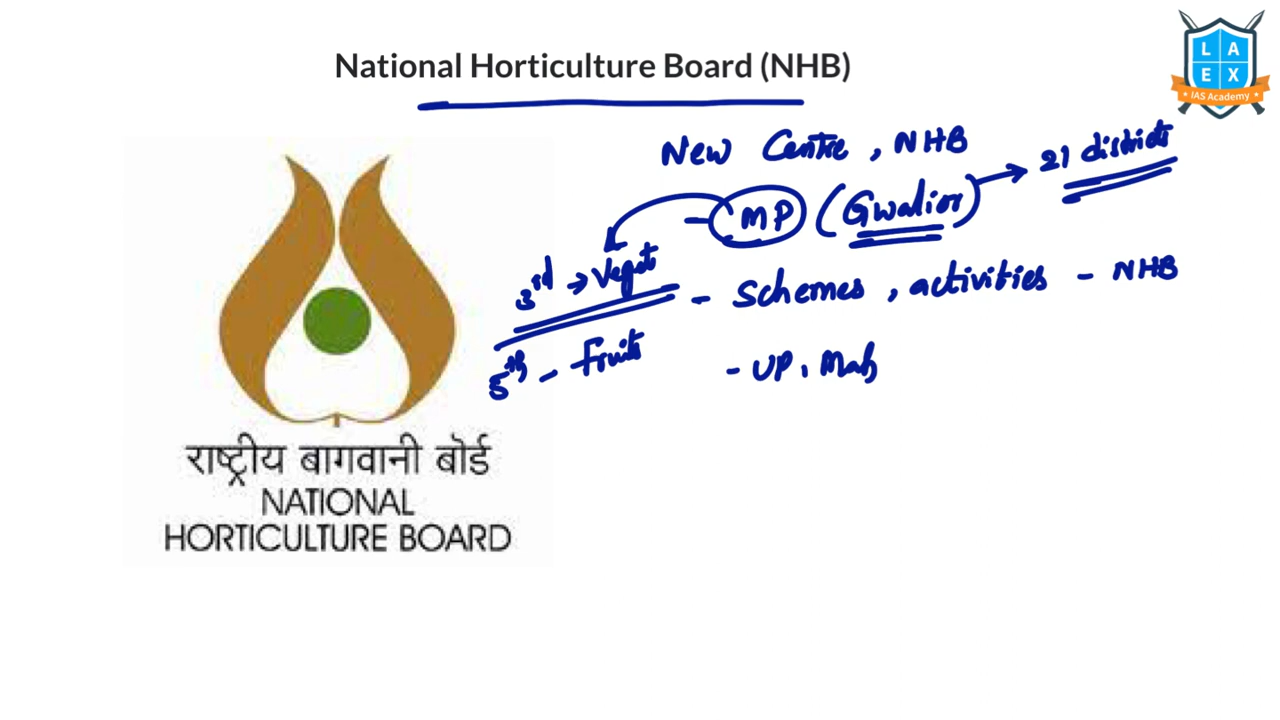 National Horticulture Board (NHB)
L A
E X
IAS Academy
New Centre, NHB
- MP (Gwalior) → 21 districts
3rd → Veget
- Schemes, activities - NHB
5th - Fruits
- UP, Mah
राष्ट्रीय बागवानी बोर्ड
NATIONAL
HORTICULTURE BOARD